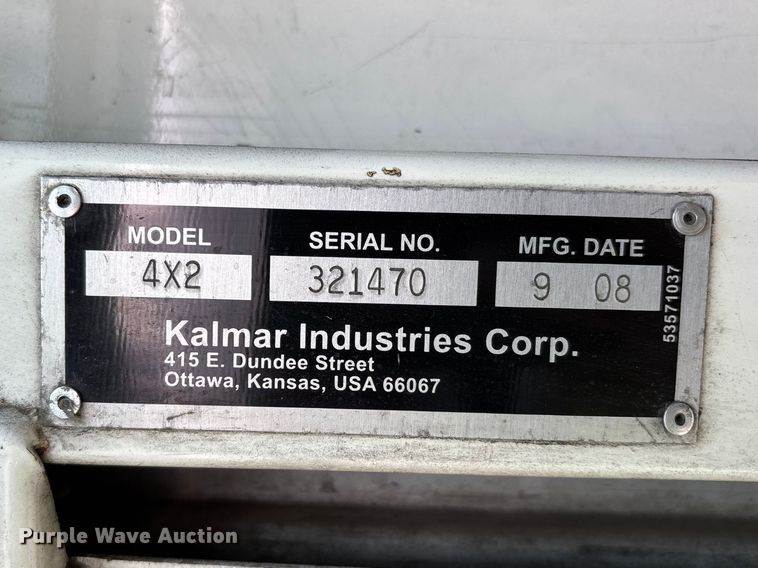 MODEL SERIAL NO. MFG. DATE
4X2 321470 9 08
53571037
Kalmar Industries Corp.
415 E. Dundee Street
Ottawa, Kansas, USA 66067
Purple Wave Auction